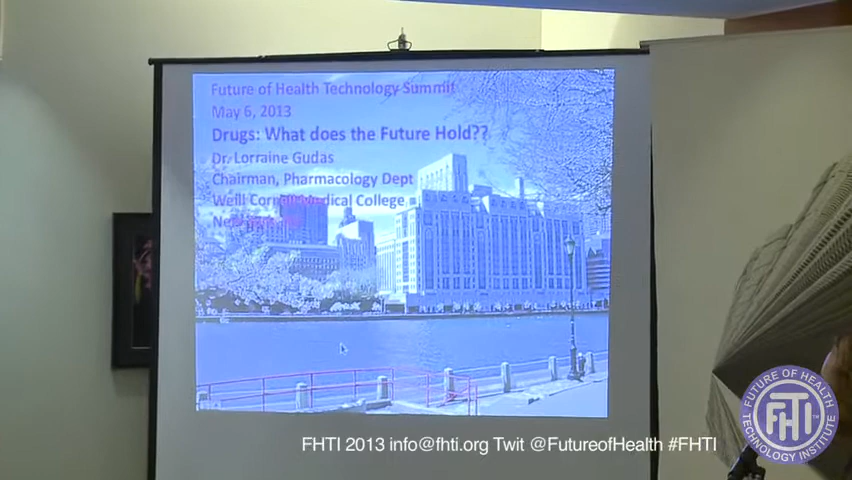 Future of Health Technology Summit
May 6, 2013
Drugs: What does the Future Hold??
Dr. Lorraine Gudas
Chairman, Pharmacology Dept
Weill Cornell Medical College
FHTI 2013 info@fhti.org Twit @FutureofHealth #FHTI
FUTURE OF HEALTH
FHTI
TM
TECHNOLOGY INSTITUTE